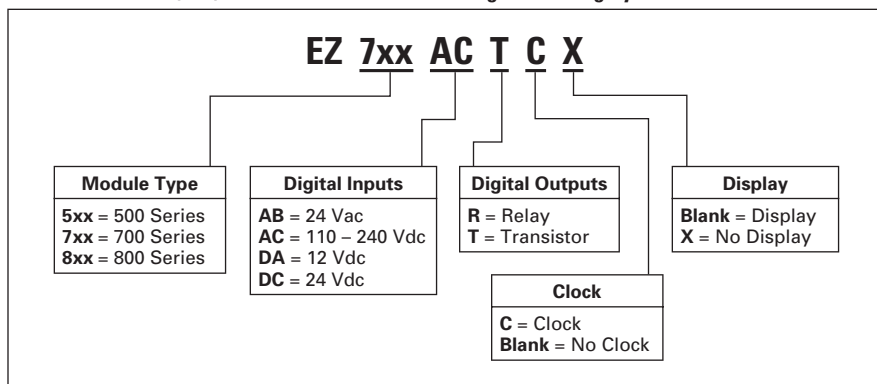 EZ 7xx AC T C X
Module Type
5xx = 500 Series
7xx = 700 Series
8xx = 800 Series
Digital Inputs
AB = 24 Vac
AC = 110 – 240 Vdc
DA = 12 Vdc
DC = 24 Vdc
Digital Outputs
R = Relay
T = Transistor
Display
Blank = Display
X = No Display
Clock
C = Clock
Blank = No Clock